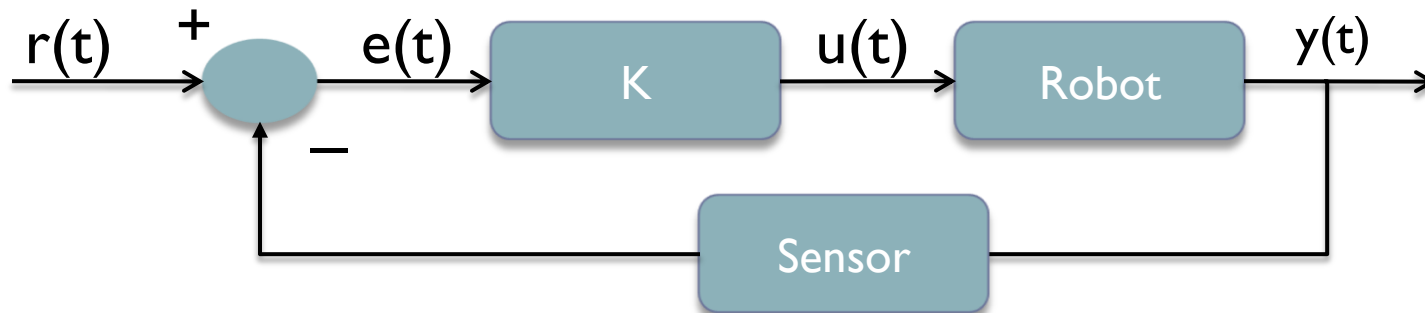 r(t)
+
e(t)
K
u(t)
Robot
y(t)
–
Sensor